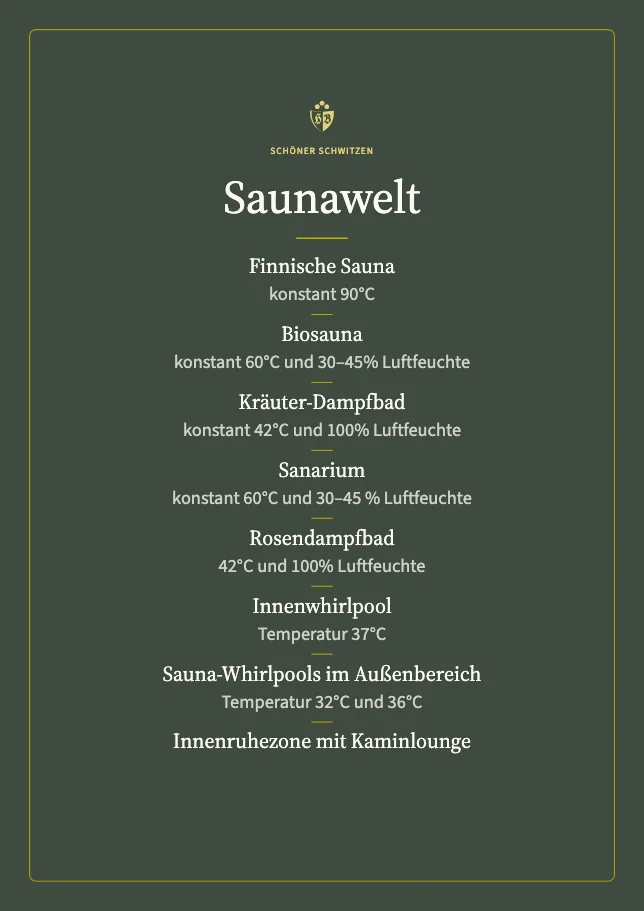 SCHÖNER SCHWITZEN
Saunawelt
Finnische Sauna
konstant 90°C
Biosauna
konstant 60°C und 30–45% Luftfeuchte
Kräuter-Dampfbad
konstant 42°C und 100% Luftfeuchte
Sanarium
konstant 60°C und 30–45 % Luftfeuchte
Rosendampfbad
42°C und 100% Luftfeuchte
Innenwhirlpool
Temperatur 37°C
Sauna-Whirlpools im Außenbereich
Temperatur 32°C und 36°C
Innenruhezone mit Kaminlounge